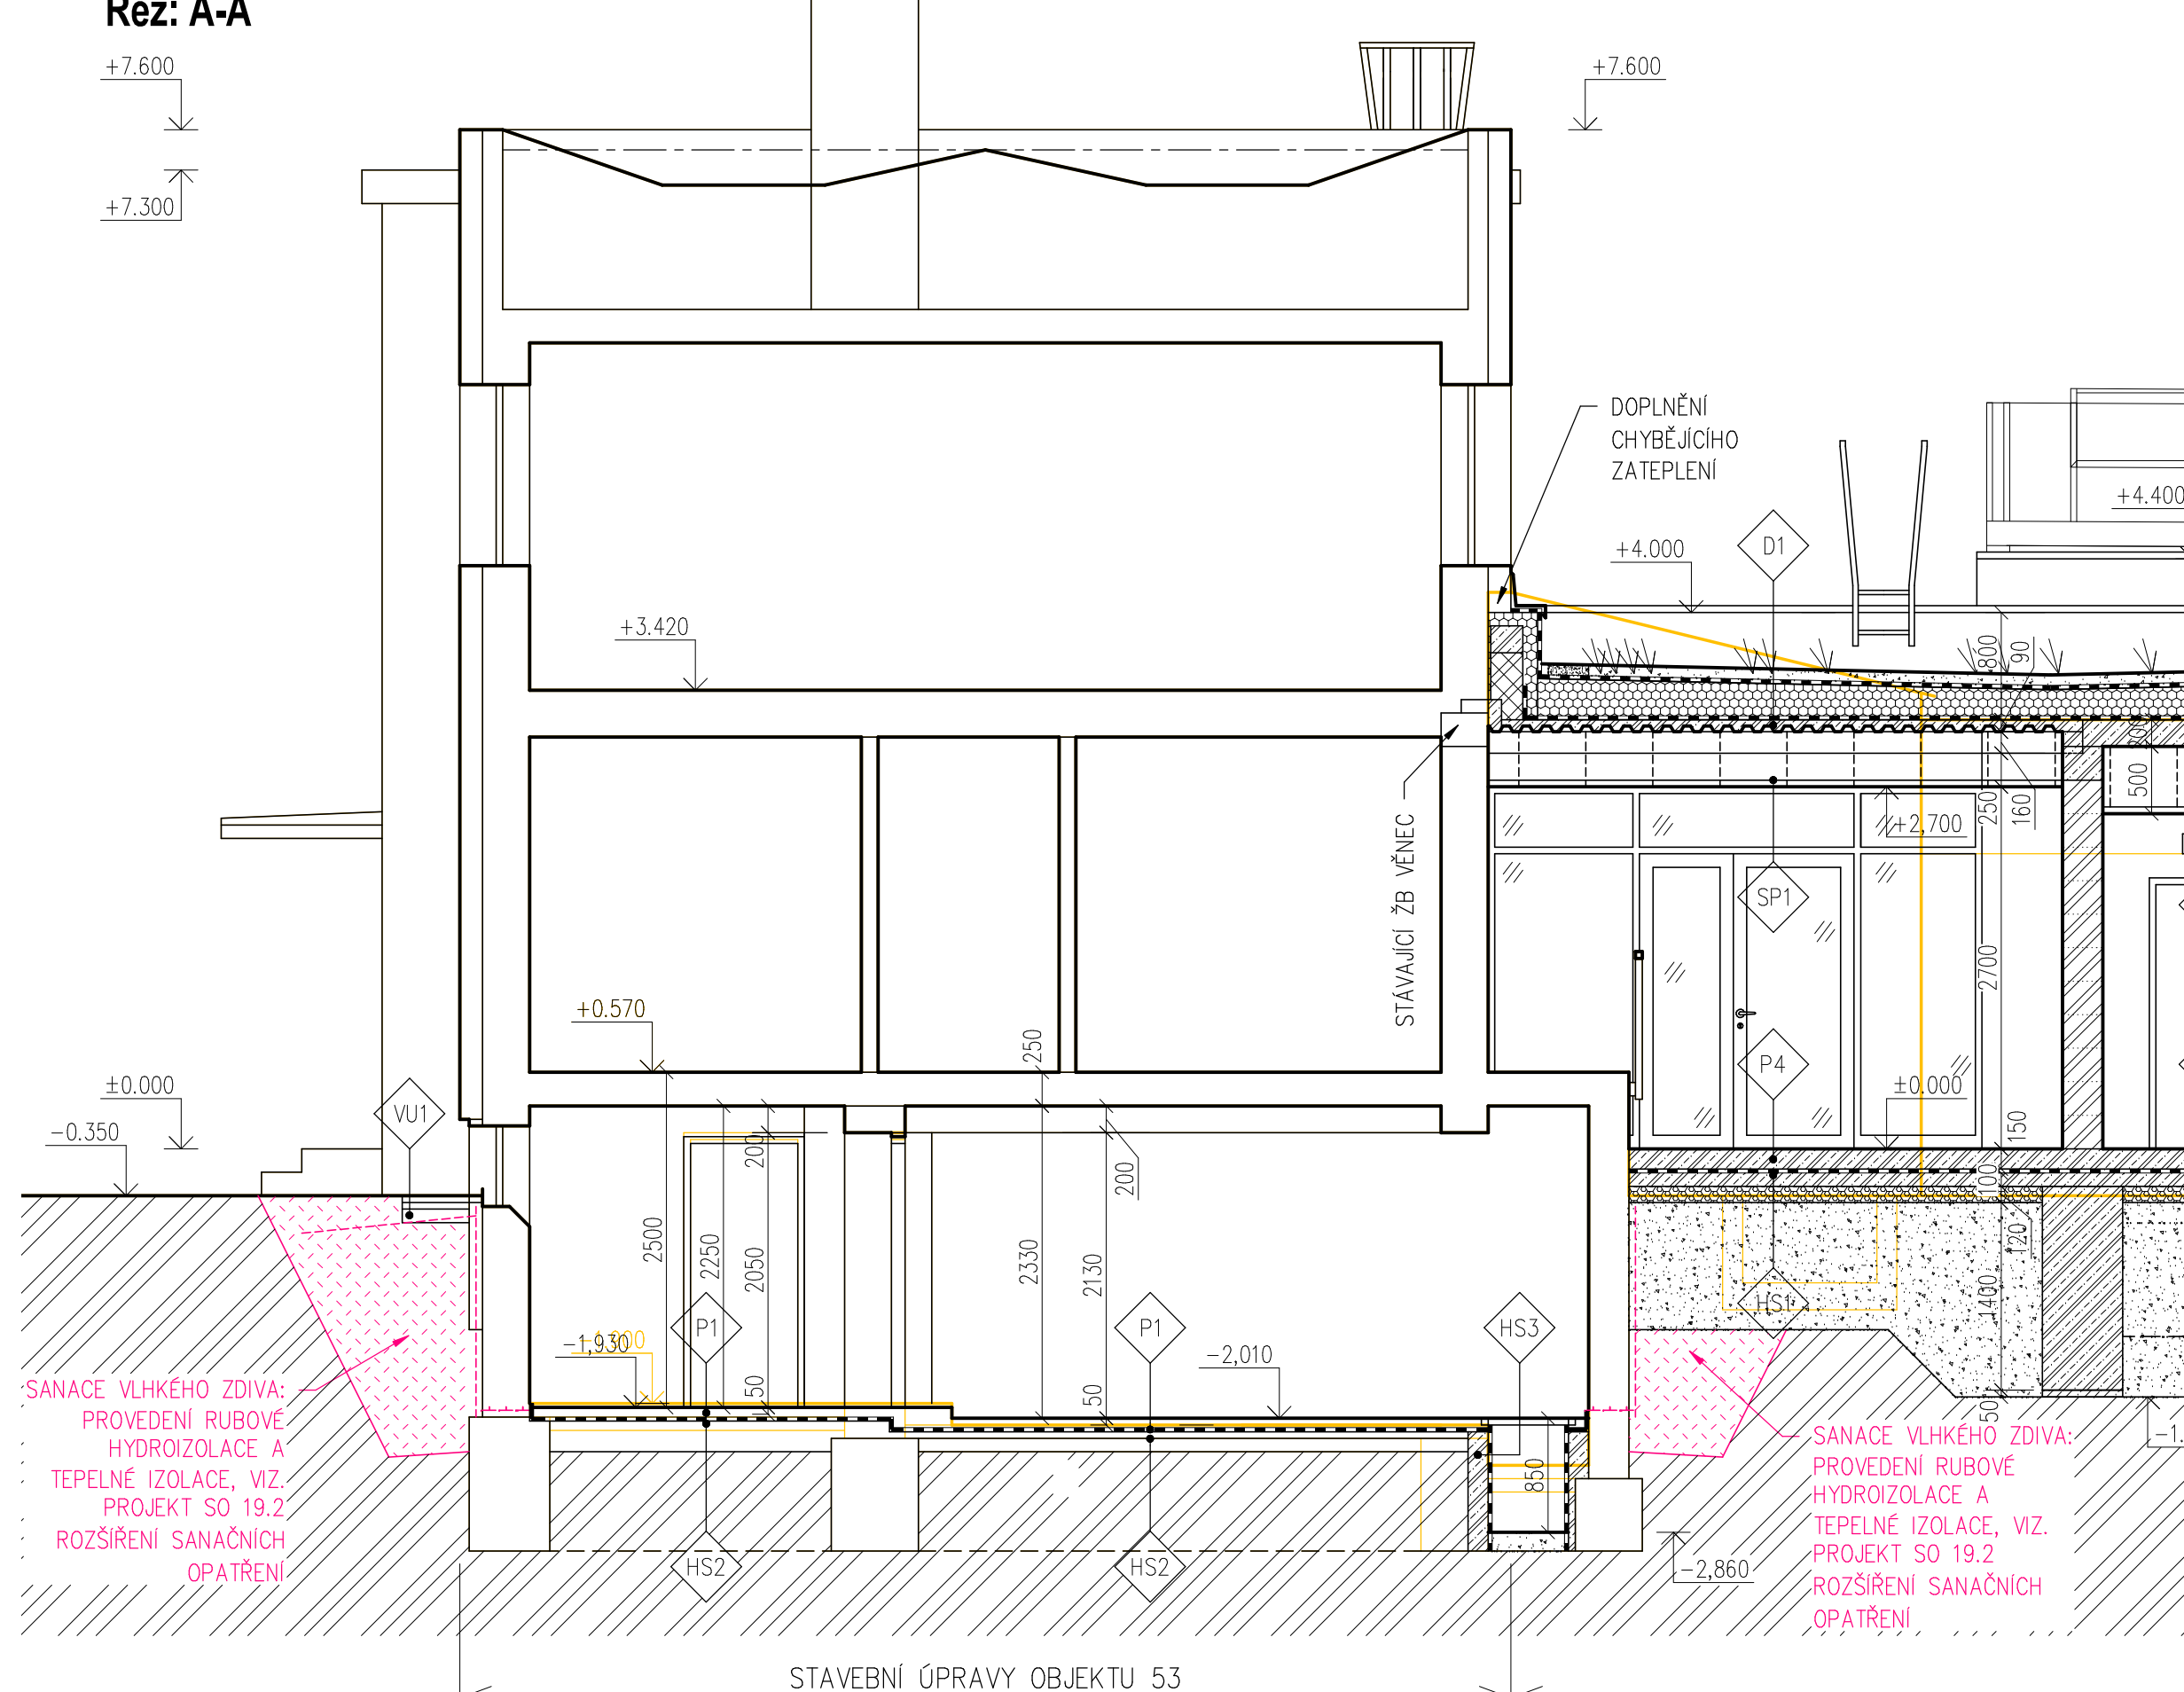 Řez: A-A
+7.600
+7.600
+7.300
DOPLNĚNÍ
CHYBĚJÍCÍHO
ZATEPLENÍ
+4.400
D1
+4.000
+3.420
800
90
500
250
160
+2,700
STÁVAJÍCÍ ŽB VĚNEC
SP1
2700
+0.570
250
P4
±0.000
±0.000
VU1
-0.350
150
200
200
100
2500
2250
2050
2330
2130
120
1400
HS1
-1,930
P1
P1
HS3
-2,010
50
50
50
SANACE VLHKÉHO ZDIVA:
PROVEDENÍ RUBOVÉ
HYDROIZOLACE A
TEPELNÉ IZOLACE, VIZ.
PROJEKT SO 19.2
ROZŠÍŘENÍ SANAČNÍCH
OPATŘENÍ
850
SANACE VLHKÉHO ZDIVA:
PROVEDENÍ RUBOVÉ
HYDROIZOLACE A
TEPELNÉ IZOLACE, VIZ.
PROJEKT SO 19.2
ROZŠÍŘENÍ SANAČNÍCH
OPATŘENÍ
HS2
HS2
-2,860
STAVEBNÍ ÚPRAVY OBJEKTU 53